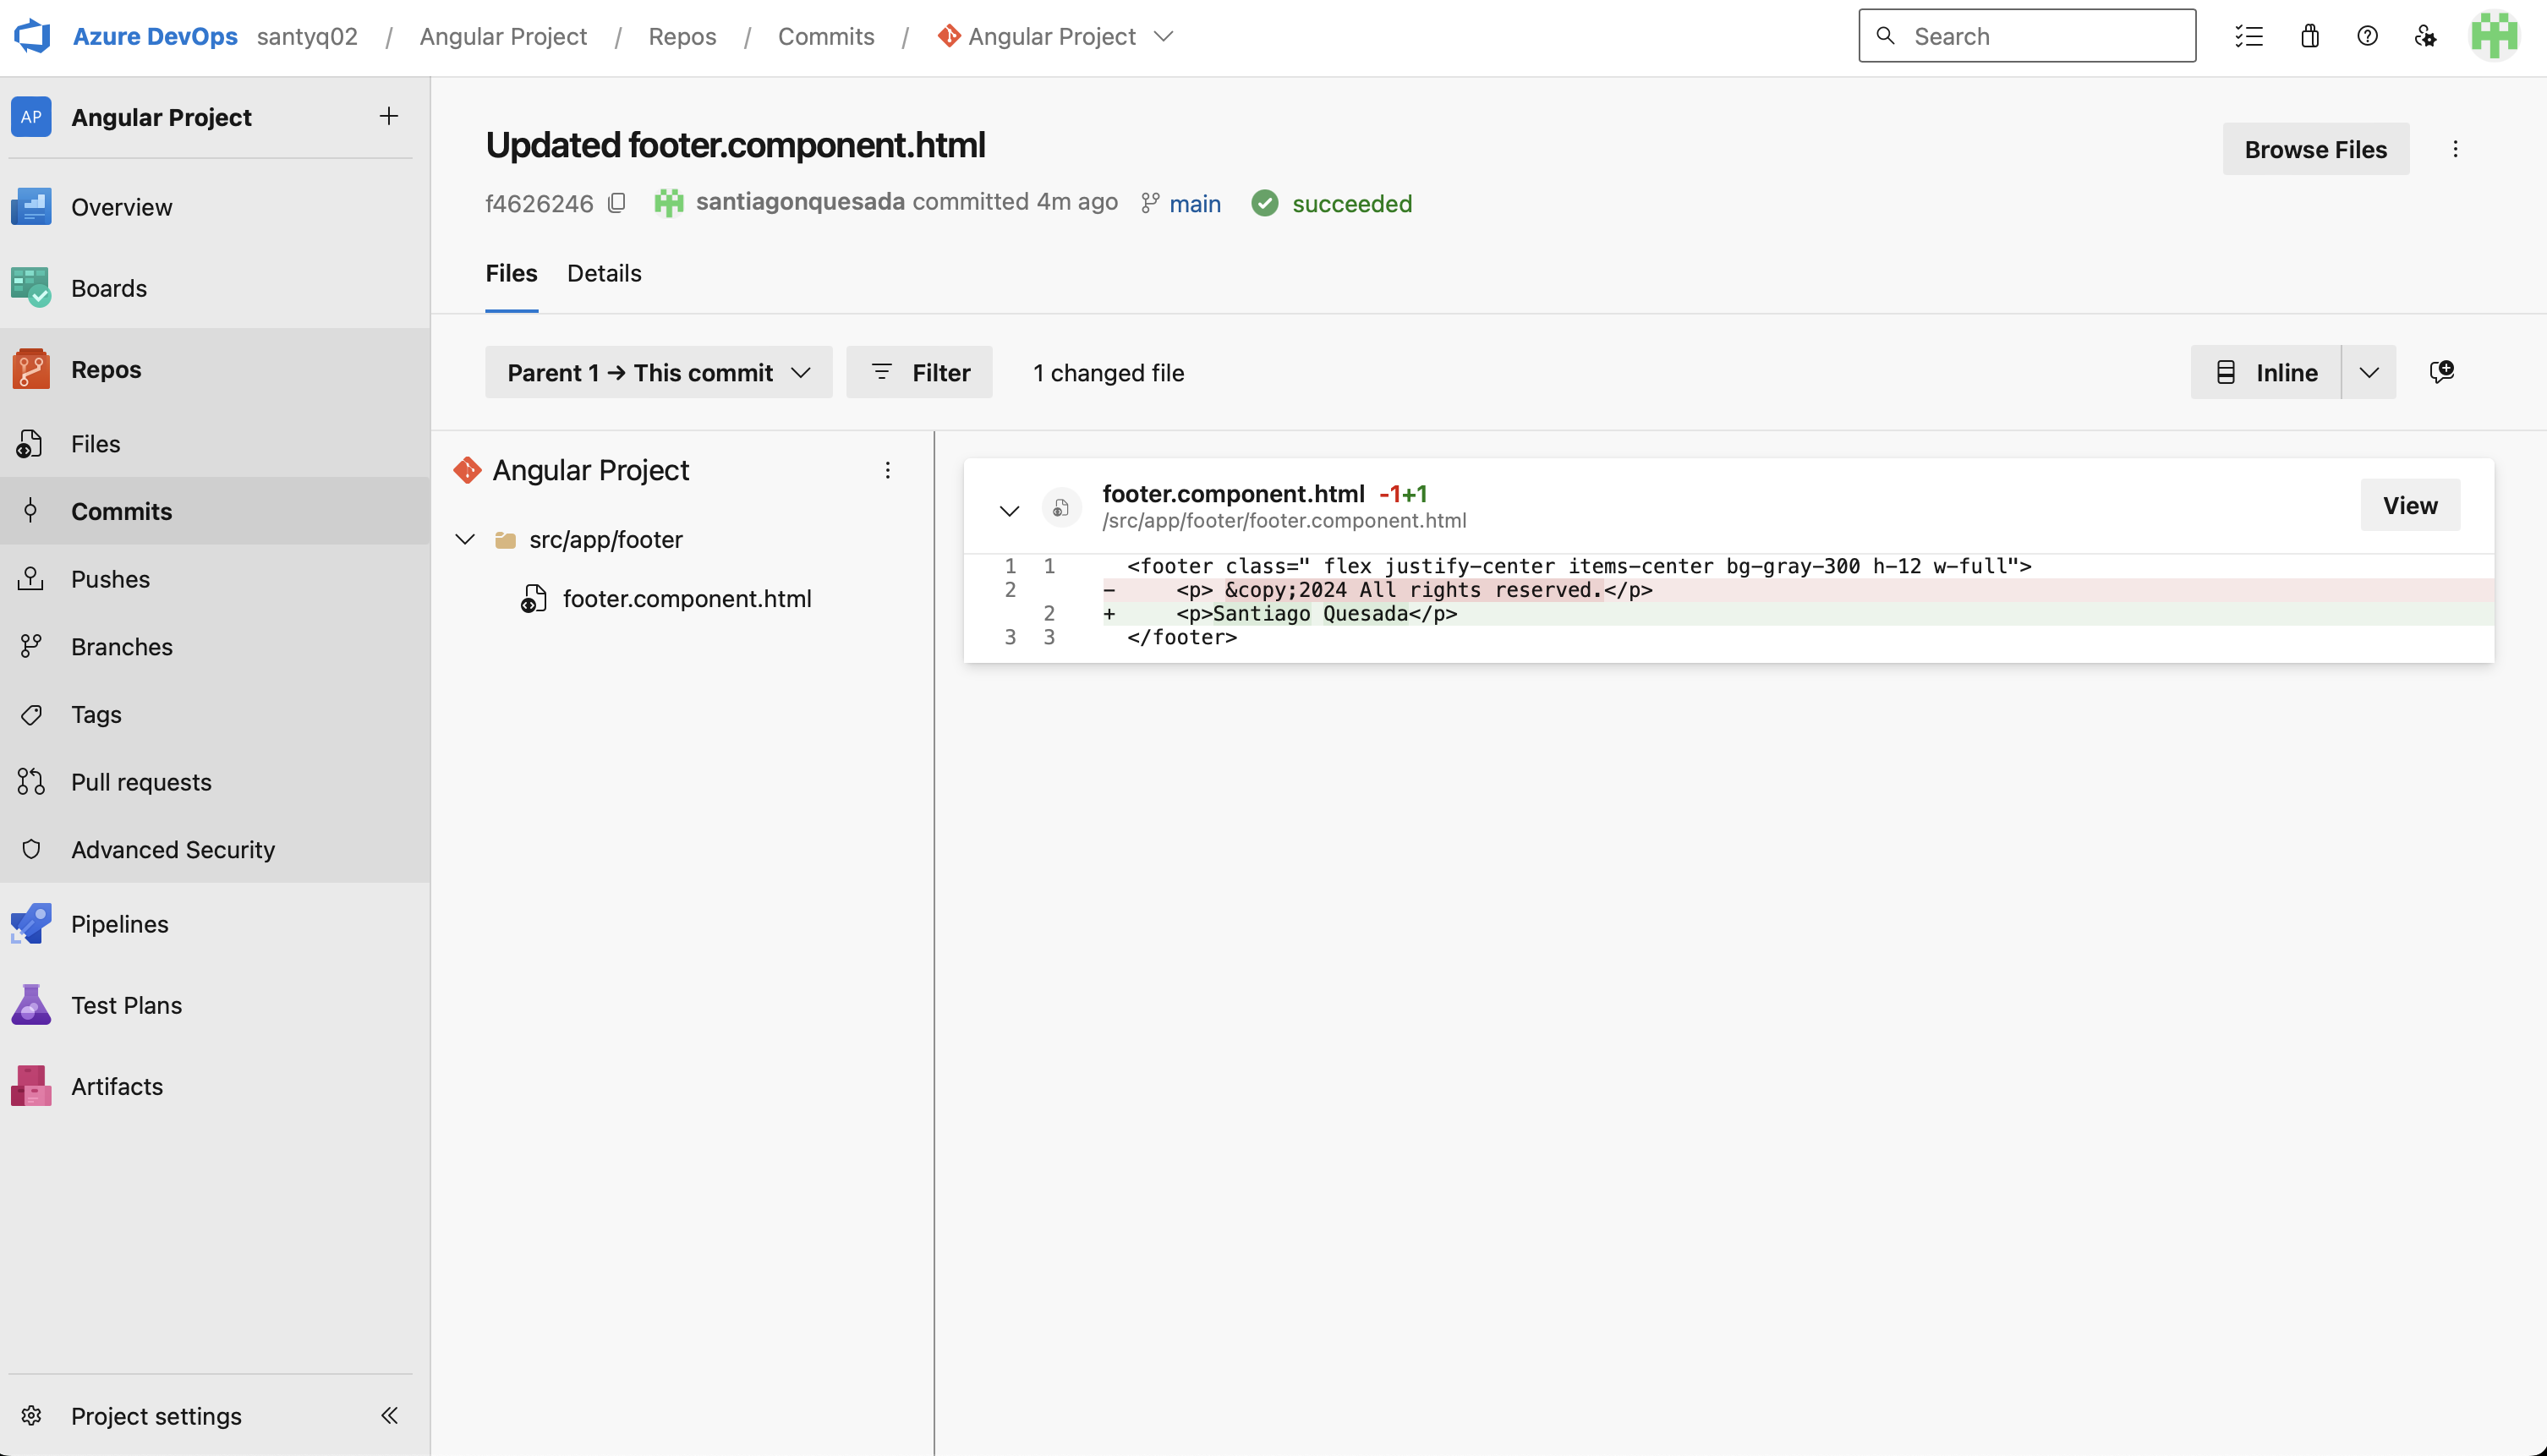 Azure DevOps santyq02 / Angular Project / Repos / Commits / Angular Project
Search
AP Angular Project
Overview
Boards
Repos
Files
Commits
Pushes
Branches
Tags
Pull requests
Advanced Security
Pipelines
Test Plans
Artifacts
Project settings
Updated footer.component.html
Browse Files
f4626246 santiagonquesada committed 4m ago main succeeded
Files Details
Parent 1 → This commit Filter 1 changed file
Inline
Angular Project
src/app/footer
footer.component.html
footer.component.html -1+1
/src/app/footer/footer.component.html
View
1 1 <footer class=" flex justify-center items-center bg-gray-300 h-12 w-full">
2 - <p> &copy;2024 All rights reserved.</p>
2 + <p>Santiago Quesada</p>
3 3 </footer>